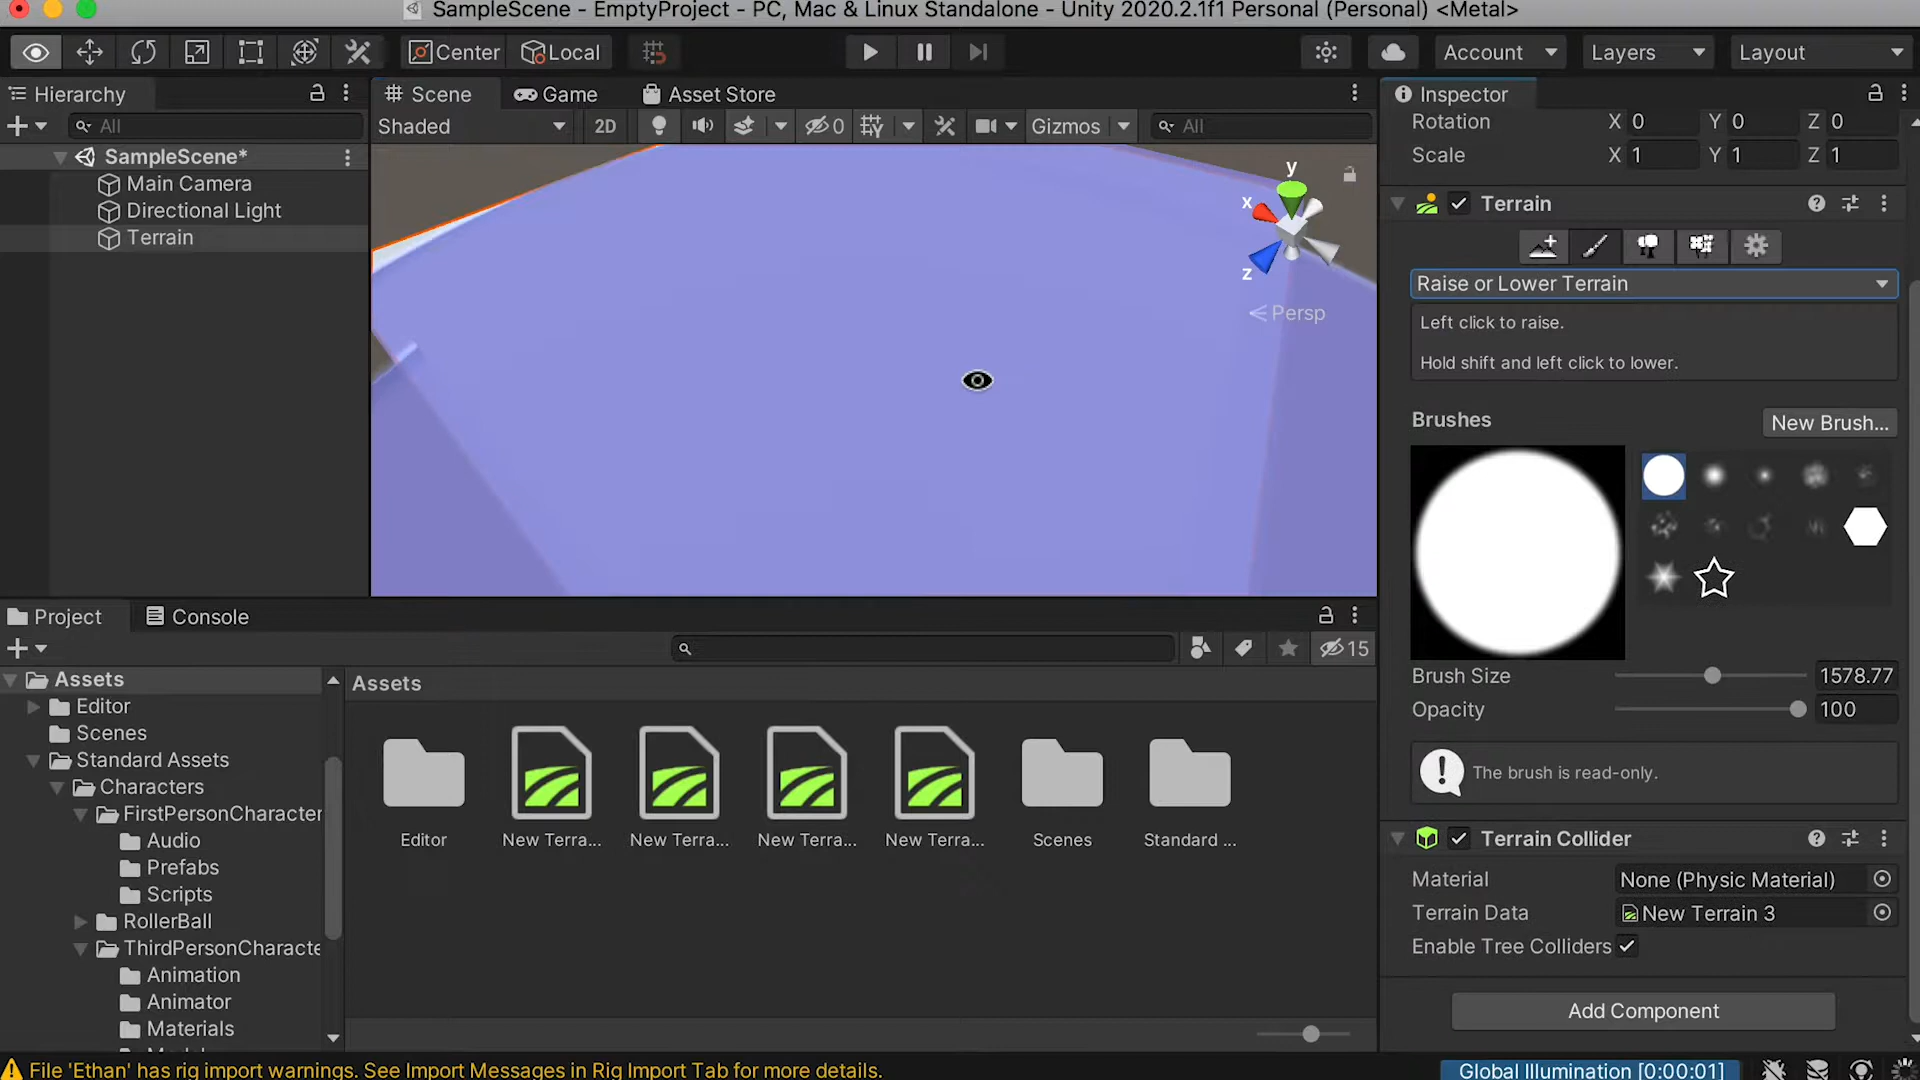 SampleScene - EmptyProject - PC, Mac & Linux Standalone - Unity 2020.2.1f1 Personal (Personal) <Metal>
Center
Local
Account
Layers
Layout
Hierarchy
All
SampleScene*
Main Camera
Directional Light
Terrain
Scene
Game
Asset Store
Shaded
2D
0
Gizmos
All
y
x
z
Persp
Inspector
Rotation X 0 Y 0 Z 0
Scale X 1 Y 1 Z 1
Terrain
Raise or Lower Terrain
Left click to raise.
Hold shift and left click to lower.
Brushes
New Brush...
Brush Size 1578.77
Opacity 100
The brush is read-only.
Terrain Collider
Material None (Physic Material)
Terrain Data New Terrain 3
Enable Tree Colliders
Add Component
Project
Console
15
Assets
Editor
Scenes
Standard Assets
Characters
FirstPersonCharacter
Audio
Prefabs
Scripts
RollerBall
ThirdPersonCharacte
Animation
Animator
Materials
Assets
Editor
New Terra...
New Terra...
New Terra...
New Terra...
Scenes
Standard ...
File 'Ethan' has rig import warnings. See Import Messages in Rig Import Tab for more details.
Global Illumination [0:00:01]